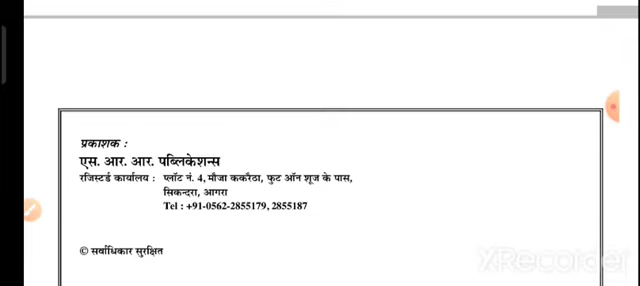 प्रकाशक :
एस. आर. आर. पब्लिकेशन्स
रजिस्टर्ड कार्यालय : प्लॉट नं. 4, मौजा ककरैठा, फुट ऑन शूज के पास,
सिकन्दरा, आगरा
Tel : +91-0562-2855179, 2855187
© सर्वाधिकार सुरक्षित
XRecorder